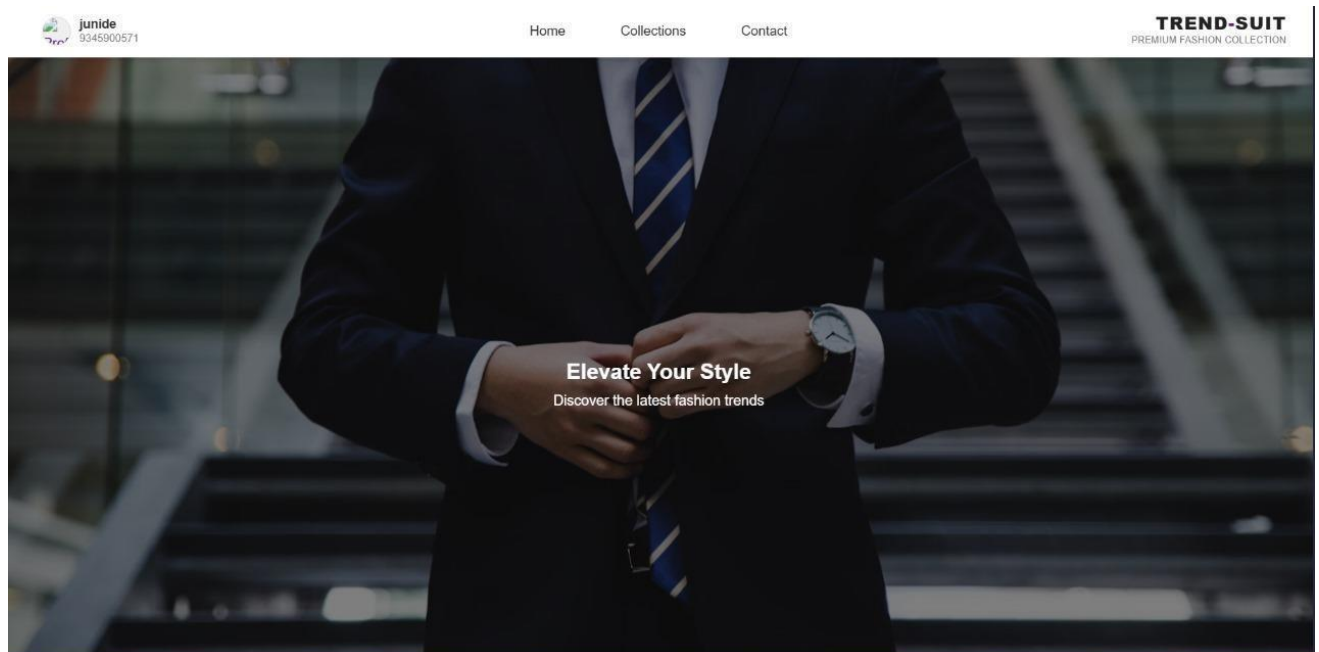 junide
9345900571
Home
Collections
Contact
TREND-SUIT
PREMIUM FASHION COLLECTION
Elevate Your Style
Discover the latest fashion trends